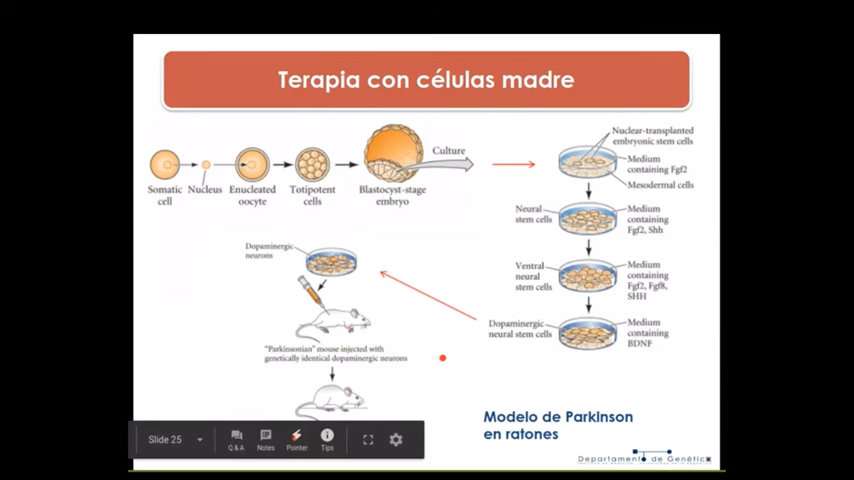 Terapia con células madre
Culture
Somatic
cell
Nucleus
Enucleated
oocyte
Totipotent
cells
Blastocyst-stage
embryo
Nuclear-transplanted
embryonic stem cells
Medium
containing Fgf2
Mesodermal cells
Neural
stem cells
Medium
containing
Fgf2, Shh
Ventral
neural
stem cells
Medium
containing
Fgf2, Fgf8,
SHH
Dopaminergic
neural stem cells
Medium
containing
BDNF
Dopaminergic
neurons
"Parkinsonian" mouse injected with
genetically identical dopaminergic neurons
Modelo de Parkinson
en ratones
Slide 25
Q & A
Notes
Pointer
Tips
Departamento de Genética